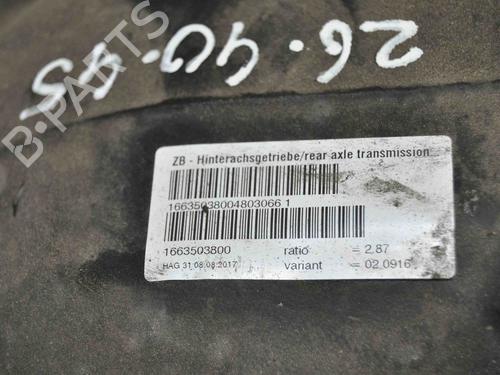 26-40-45
B-PARTS
ZB - Hinterachsgetriebe/rear axle transmission
16635038004803066 1
1663503800 ratio = 2.87
HAG 31 08.08.2017 variant = 02.0916